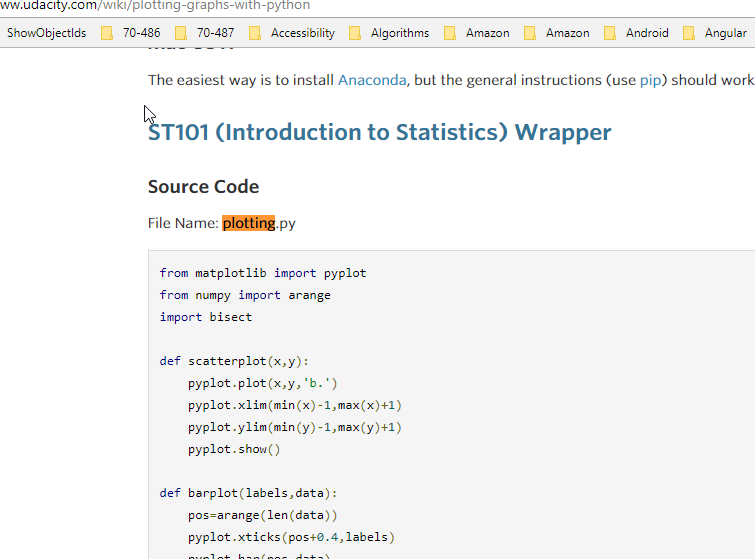 ww.udacity.com/wiki/plotting-graphs-with-python
ShowObjectIds 70-486 70-487 Accessibility Algorithms Amazon Amazon Android Angular
The easiest way is to install Anaconda, but the general instructions (use pip) should work
ST101 (Introduction to Statistics) Wrapper
Source Code
File Name: plotting.py
from matplotlib import pyplot
from numpy import arange
import bisect
def scatterplot(x,y):
pyplot.plot(x,y,'b.')
pyplot.xlim(min(x)-1,max(x)+1)
pyplot.ylim(min(y)-1,max(y)+1)
pyplot.show()
def barplot(labels,data):
pos=arange(len(data))
pyplot.xticks(pos+0.4,labels)
pyplot.bar(pos,data)